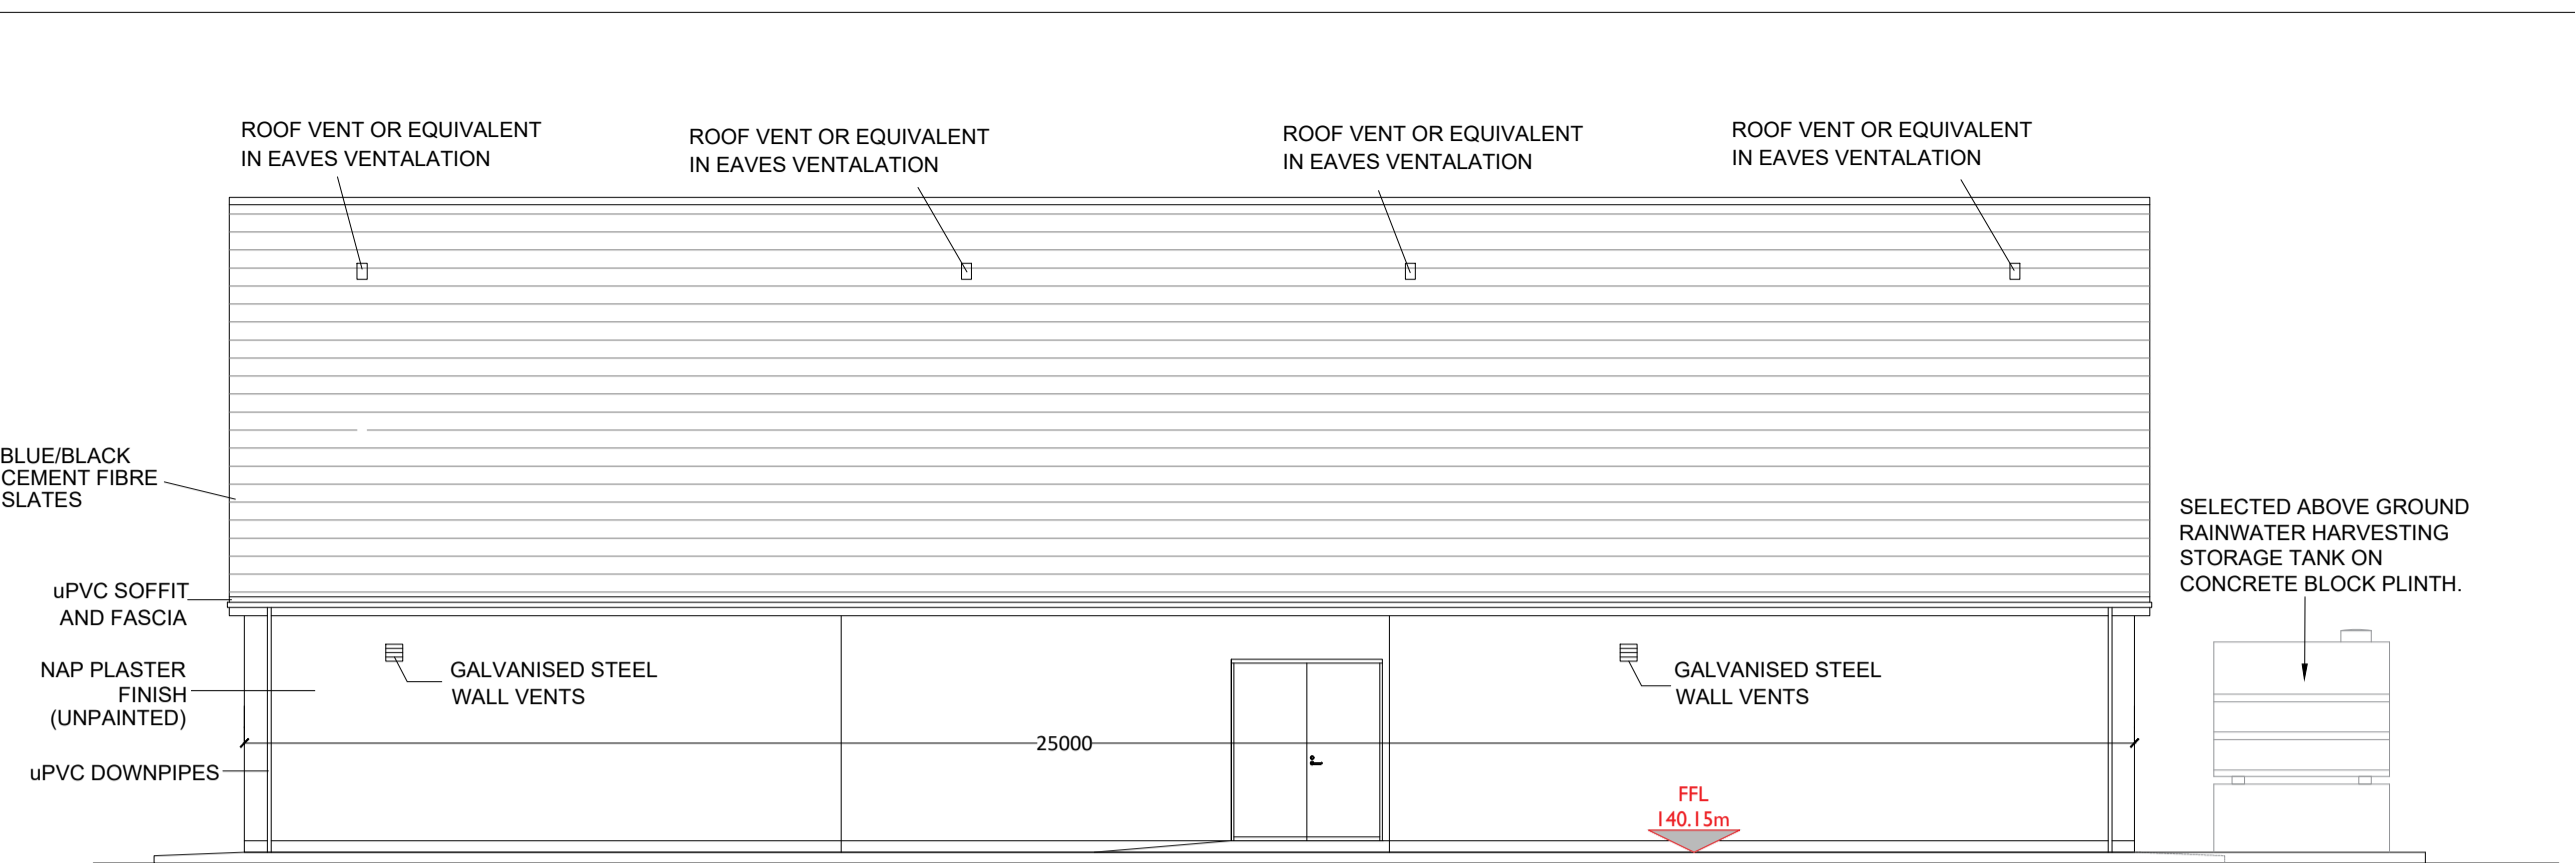 ROOF VENT OR EQUIVALENT
IN EAVES VENTALATION
ROOF VENT OR EQUIVALENT
IN EAVES VENTALATION
ROOF VENT OR EQUIVALENT
IN EAVES VENTALATION
ROOF VENT OR EQUIVALENT
IN EAVES VENTALATION
BLUE/BLACK
CEMENT FIBRE
SLATES
SELECTED ABOVE GROUND
RAINWATER HARVESTING
STORAGE TANK ON
CONCRETE BLOCK PLINTH.
uPVC SOFFIT
AND FASCIA
NAP PLASTER
FINISH
(UNPAINTED)
GALVANISED STEEL
WALL VENTS
GALVANISED STEEL
WALL VENTS
25000
uPVC DOWNPIPES
FFL
140.15m